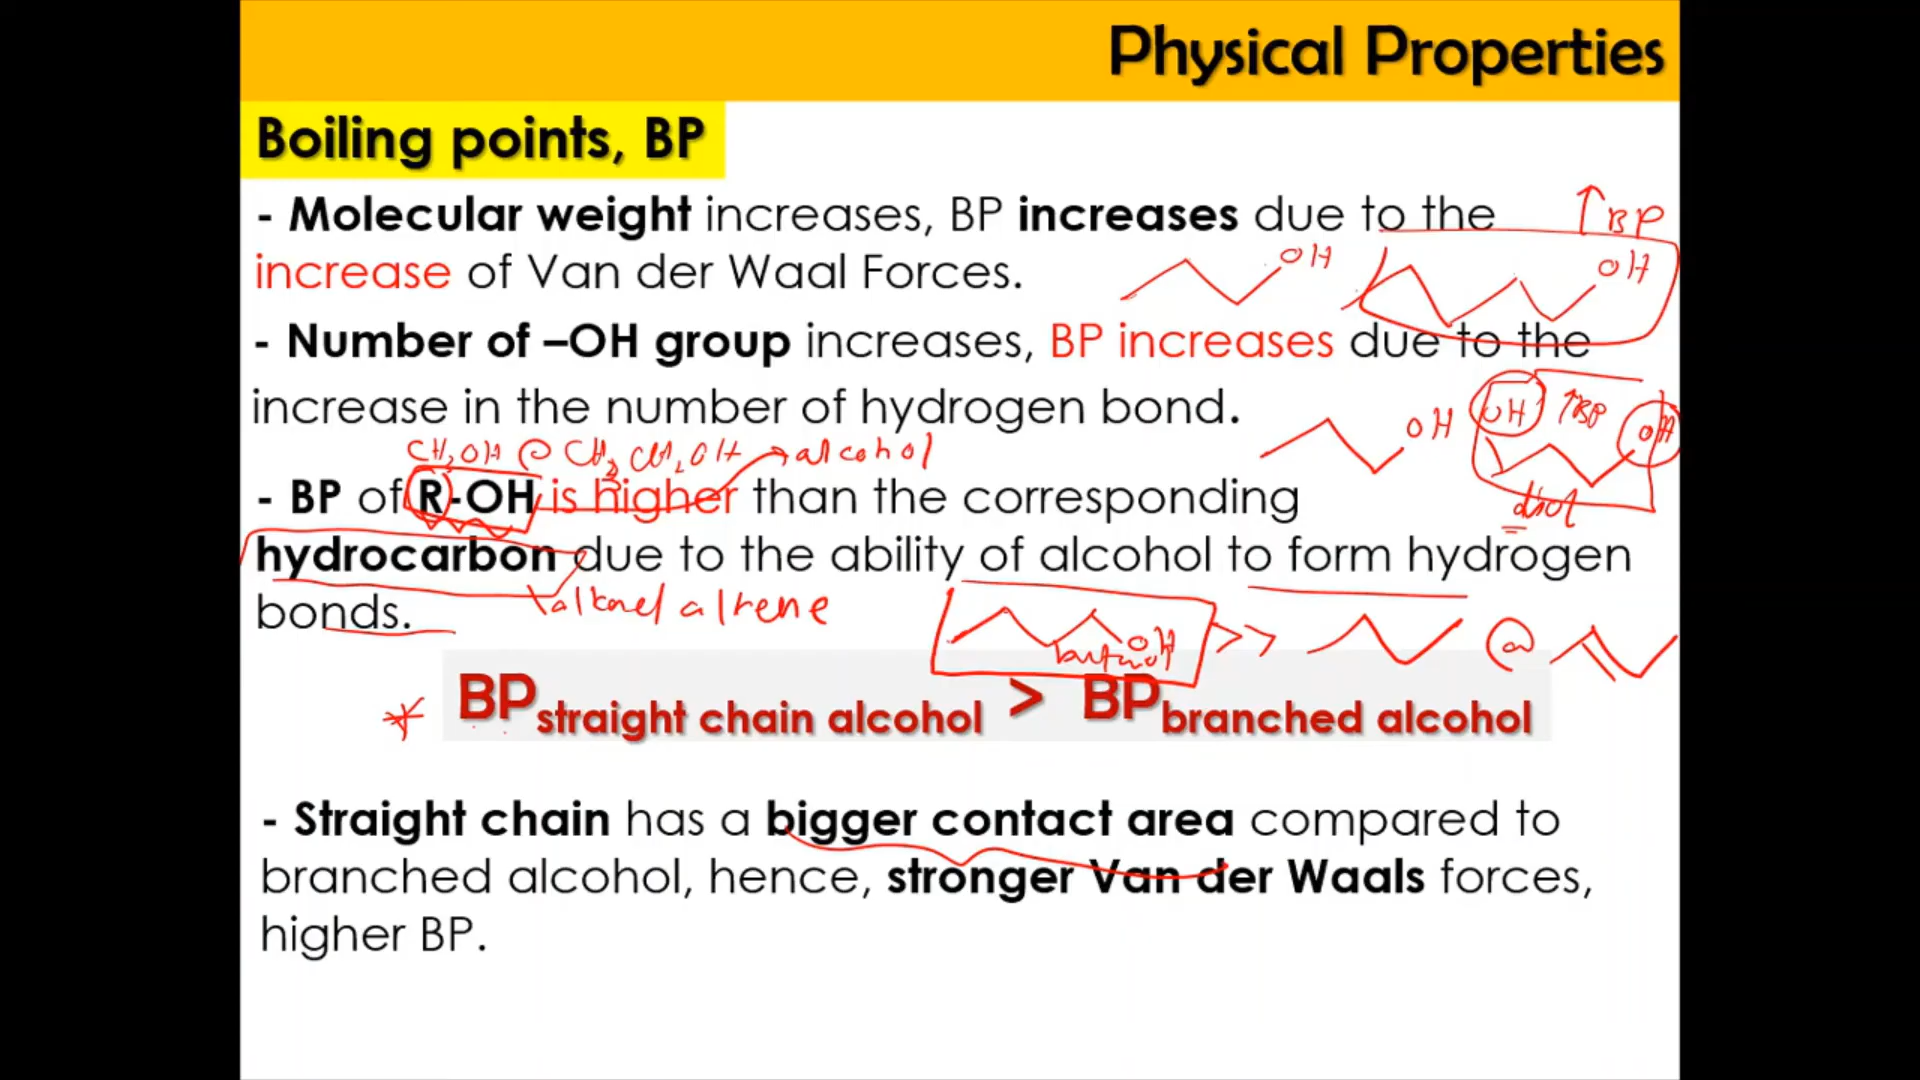 Physical Properties
Boiling points, BP
- Molecular weight increases, BP increases due to the
↑BP
increase of Van der Waal Forces.
OH
OH
- Number of –OH group increases, BP increases due to the
increase in the number of hydrogen bond.
OH
OH ↑BP OH
diol
CH3OH @ CH3CH2OH → alcohol
- BP of R-OH is higher than the corresponding
hydrocarbon due to the ability of alcohol to form hydrogen
bonds.
alkene
OH >> @
* BP straight chain alcohol > BP branched alcohol
- Straight chain has a bigger contact area compared to
branched alcohol, hence, stronger Van der Waals forces,
higher BP.